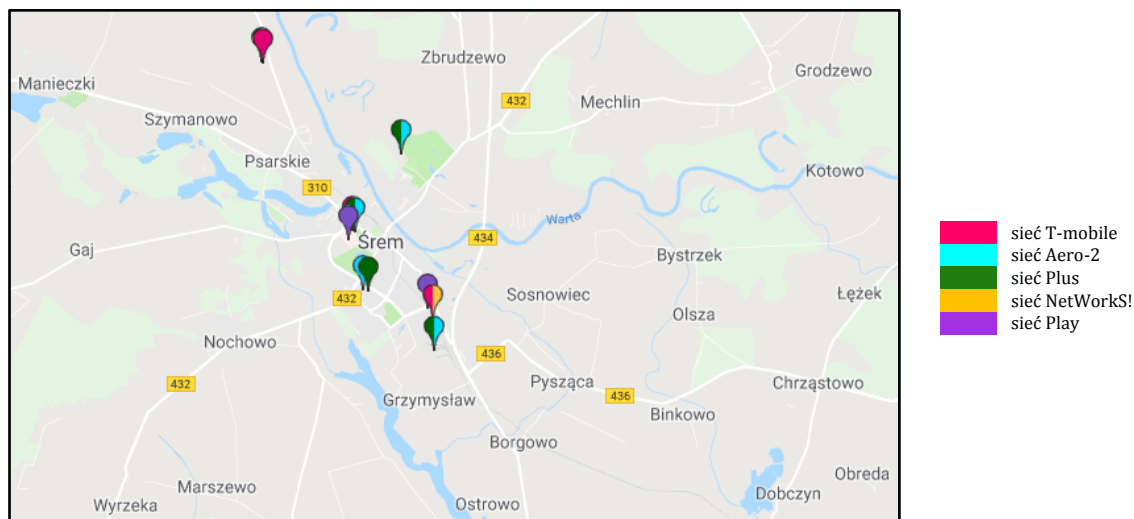 Zbrudzewo
Grodzewo
Manieczki
432
Mechlin
Szymanowo
Psarskie
Kotowo
310
Warta
sieć T-mobile
Gaj
Śrem
434
sieć Aero-2
Bystrzek
sieć Plus
432
Sosnowiec
Łężek
sieć NetWorkS!
Olsza
sieć Play
Nochowo
436
432
Pysząca
Chrząstowo
Grzymysław
436
Binkowo
Borgowo
Obreda
Marszewo
Dobczyn
Wyrzeka
Ostrowo